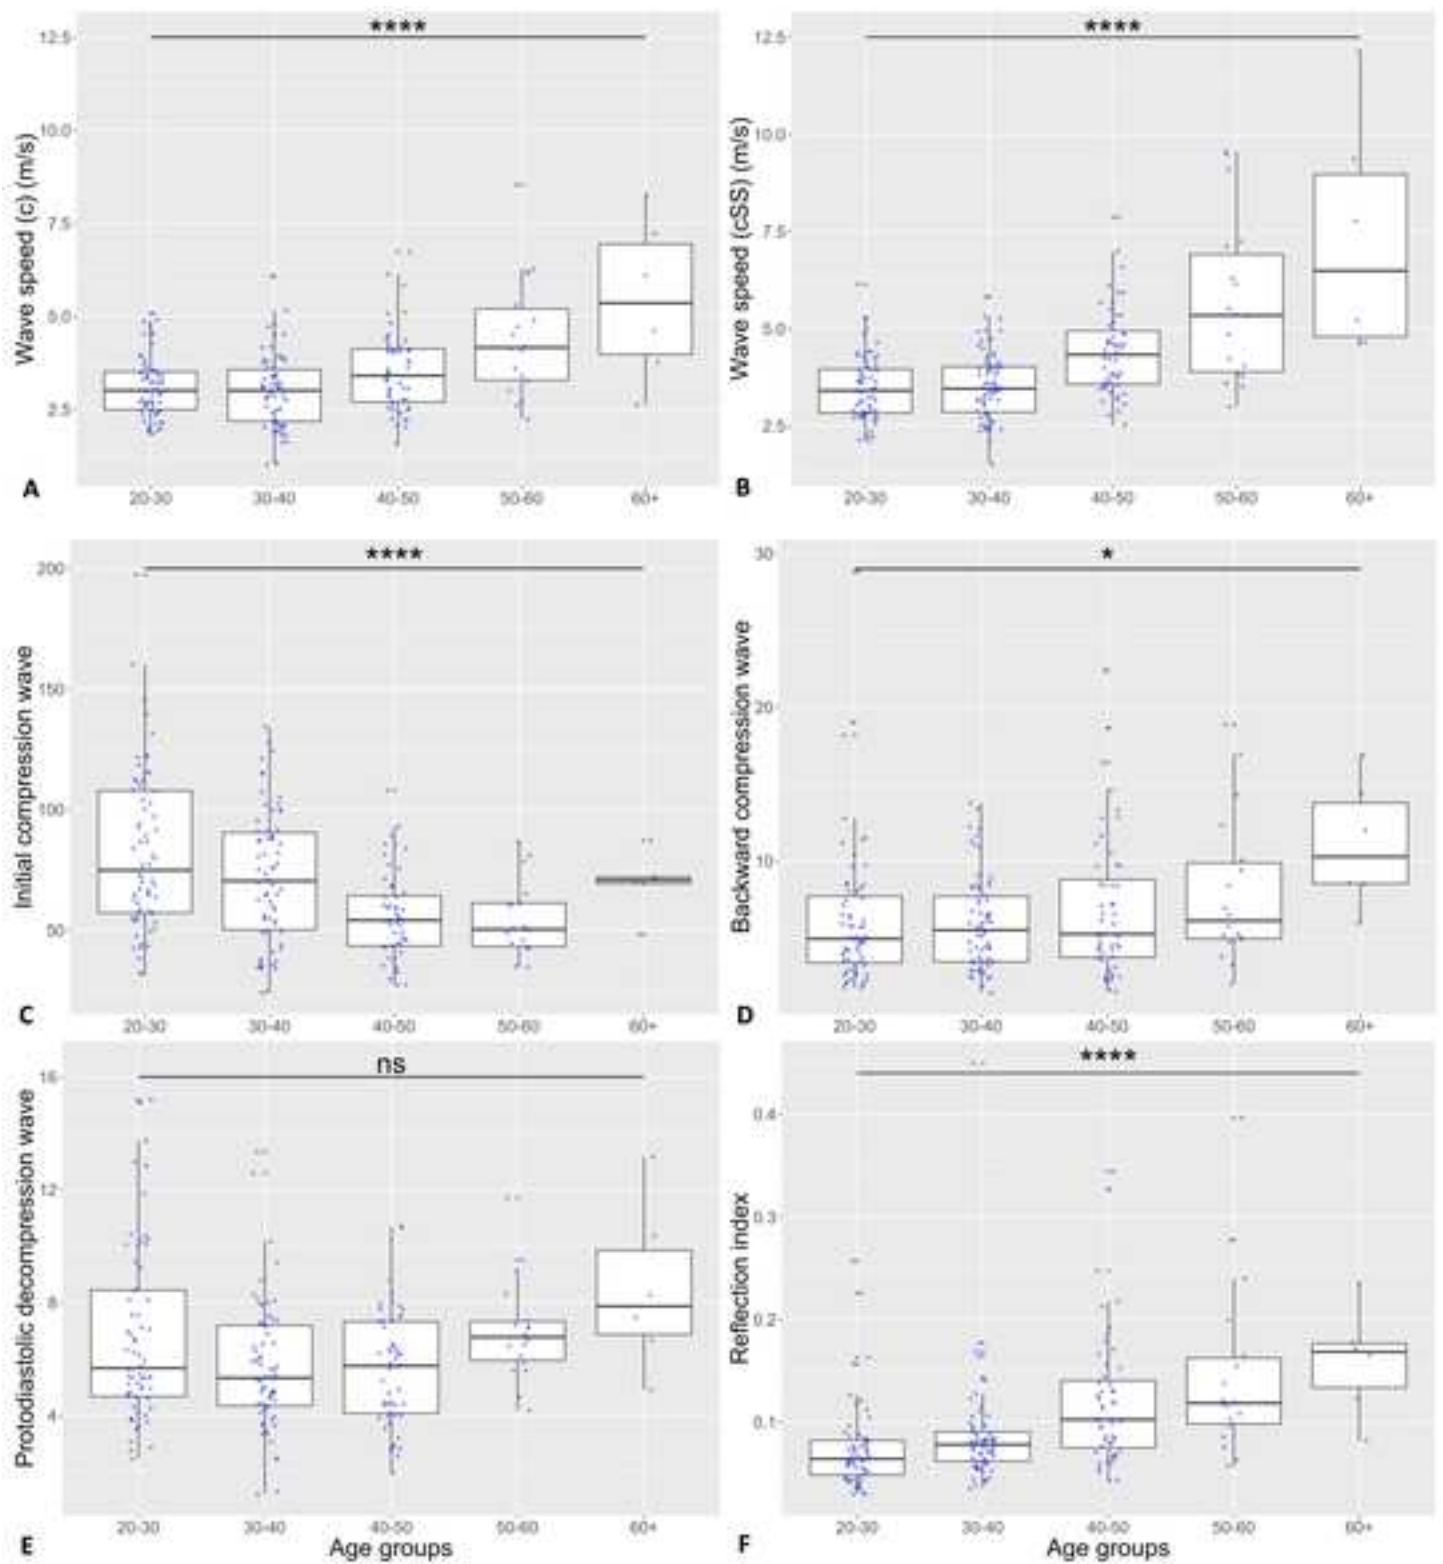 ****
12.5
10.0
7.5
5.0
2.5
Wave speed (c) (m/s)
20-30 30-40 40-50 50-60 60+
A
****
12.5
10.0
7.5
5.0
2.5
Wave speed (cSS) (m/s)
20-30 30-40 40-50 50-60 60+
B
****
200
150
100
50
Initial compression wave
20-30 30-40 40-50 50-60 60+
C
*
30
20
10
Backward compression wave
20-30 30-40 40-50 50-60 60+
D
ns
16
12
8
4
Protodiastolic decompression wave
20-30 30-40 40-50 50-60 60+
E
Age groups
****
0.4
0.3
0.2
0.1
Reflection index
20-30 30-40 40-50 50-60 60+
F
Age groups